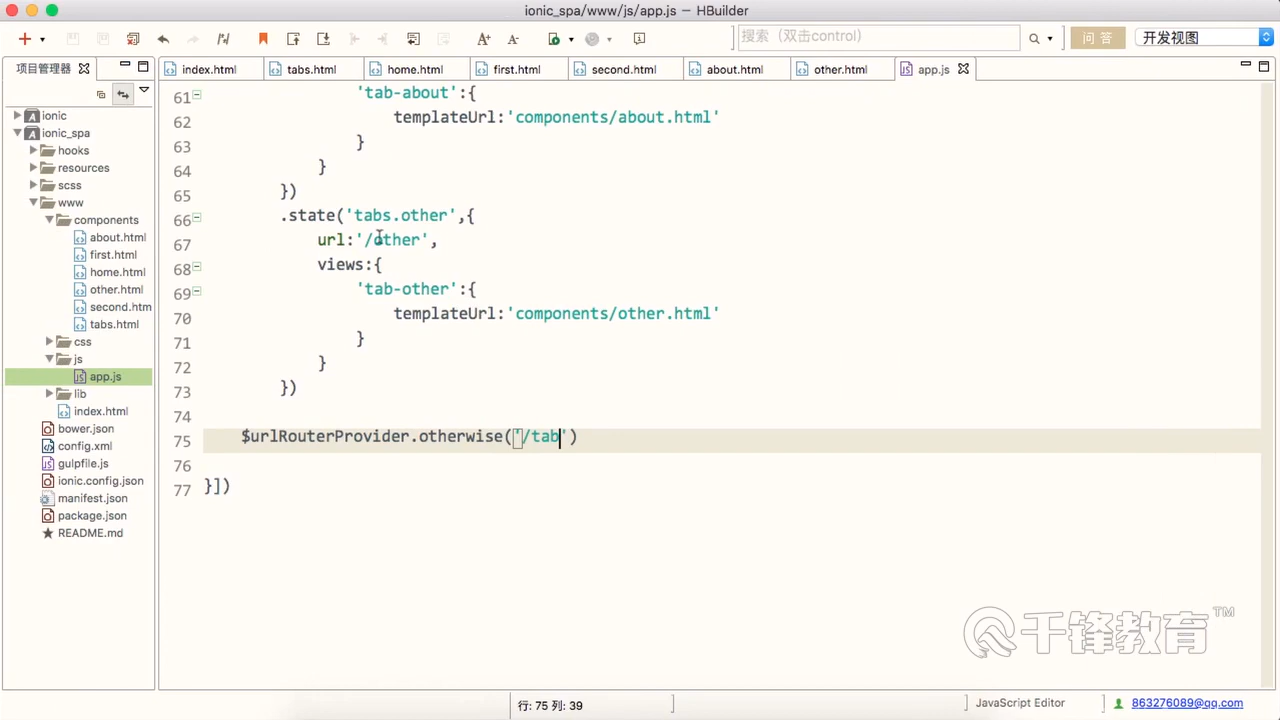 ionic_spa/www/js/app.js — HBuilder
搜索（双击control）
问 答
开发视图
项目管理器
index.html
tabs.html
home.html
first.html
second.html
about.html
other.html
app.js
ionic
ionic_spa
hooks
resources
scss
www
components
about.html
first.html
home.html
other.html
second.htm
tabs.html
css
js
app.js
lib
index.html
bower.json
config.xml
gulpfile.js
ionic.config.json
manifest.json
package.json
README.md
61 'tab-about':{
62 templateUrl:'components/about.html'
63 }
64 }
65 })
66 .state('tabs.other',{
67 url:'/other',
68 views:{
69 'tab-other':{
70 templateUrl:'components/other.html'
71 }
72 }
73 })
74
75 $urlRouterProvider.otherwise('/tab')
76
77 }])
千锋教育™
行: 75 列: 39
JavaScript Editor
863276089@qq.com